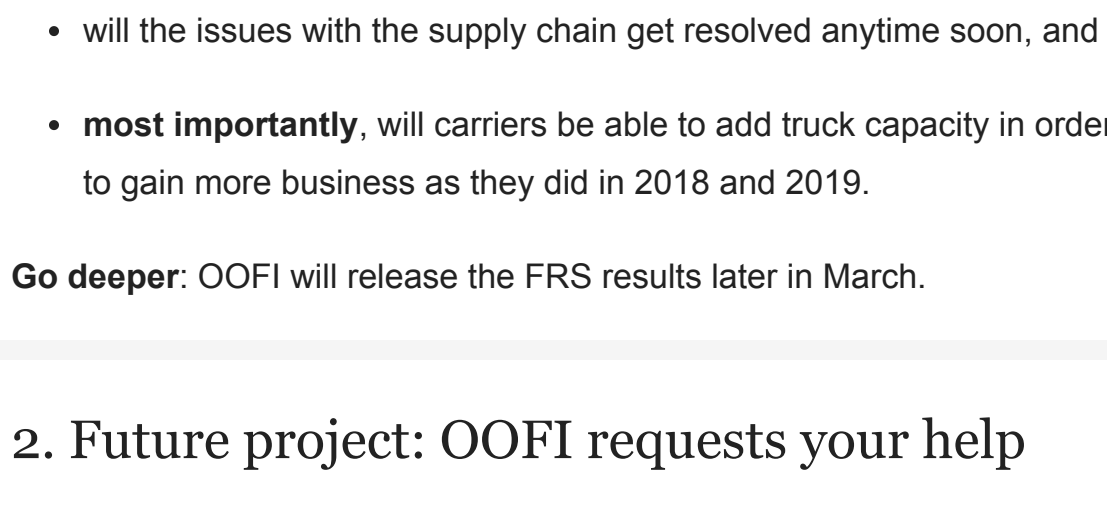 • will the issues with the supply chain get resolved anytime soon, and
• most importantly, will carriers be able to add truck capacity in order
to gain more business as they did in 2018 and 2019.
Go deeper: OOFI will release the FRS results later in March.
2. Future project: OOFI requests your help